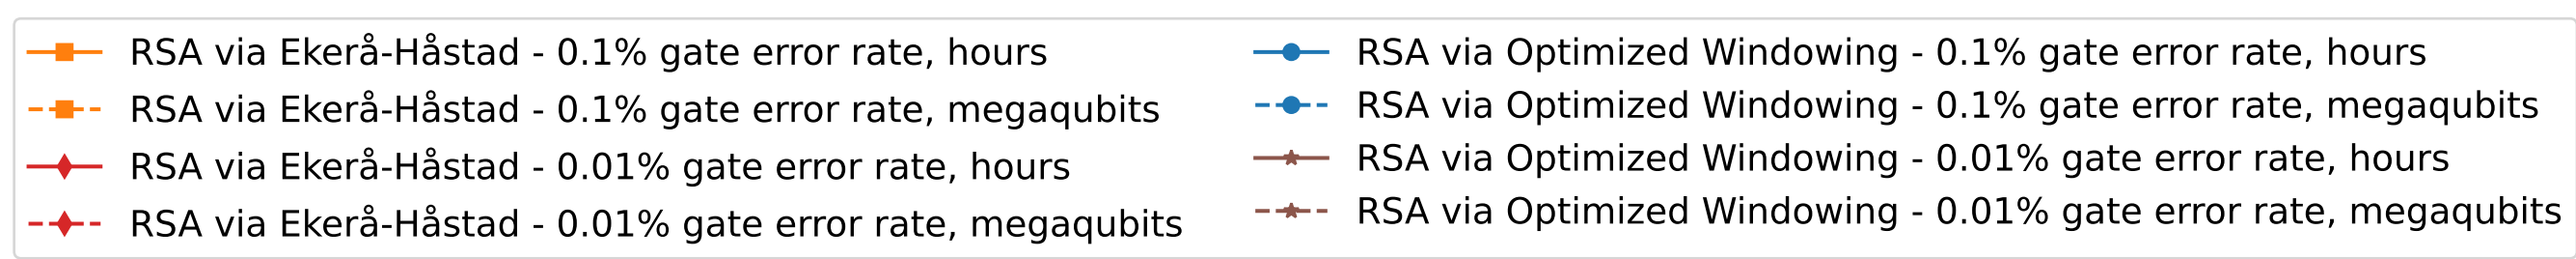 RSA via Ekerå-Håstad - 0.1% gate error rate, hours
RSA via Ekerå-Håstad - 0.1% gate error rate, megaqubits
RSA via Ekerå-Håstad - 0.01% gate error rate, hours
RSA via Ekerå-Håstad - 0.01% gate error rate, megaqubits
RSA via Optimized Windowing - 0.1% gate error rate, hours
RSA via Optimized Windowing - 0.1% gate error rate, megaqubits
RSA via Optimized Windowing - 0.01% gate error rate, hours
RSA via Optimized Windowing - 0.01% gate error rate, megaqubits